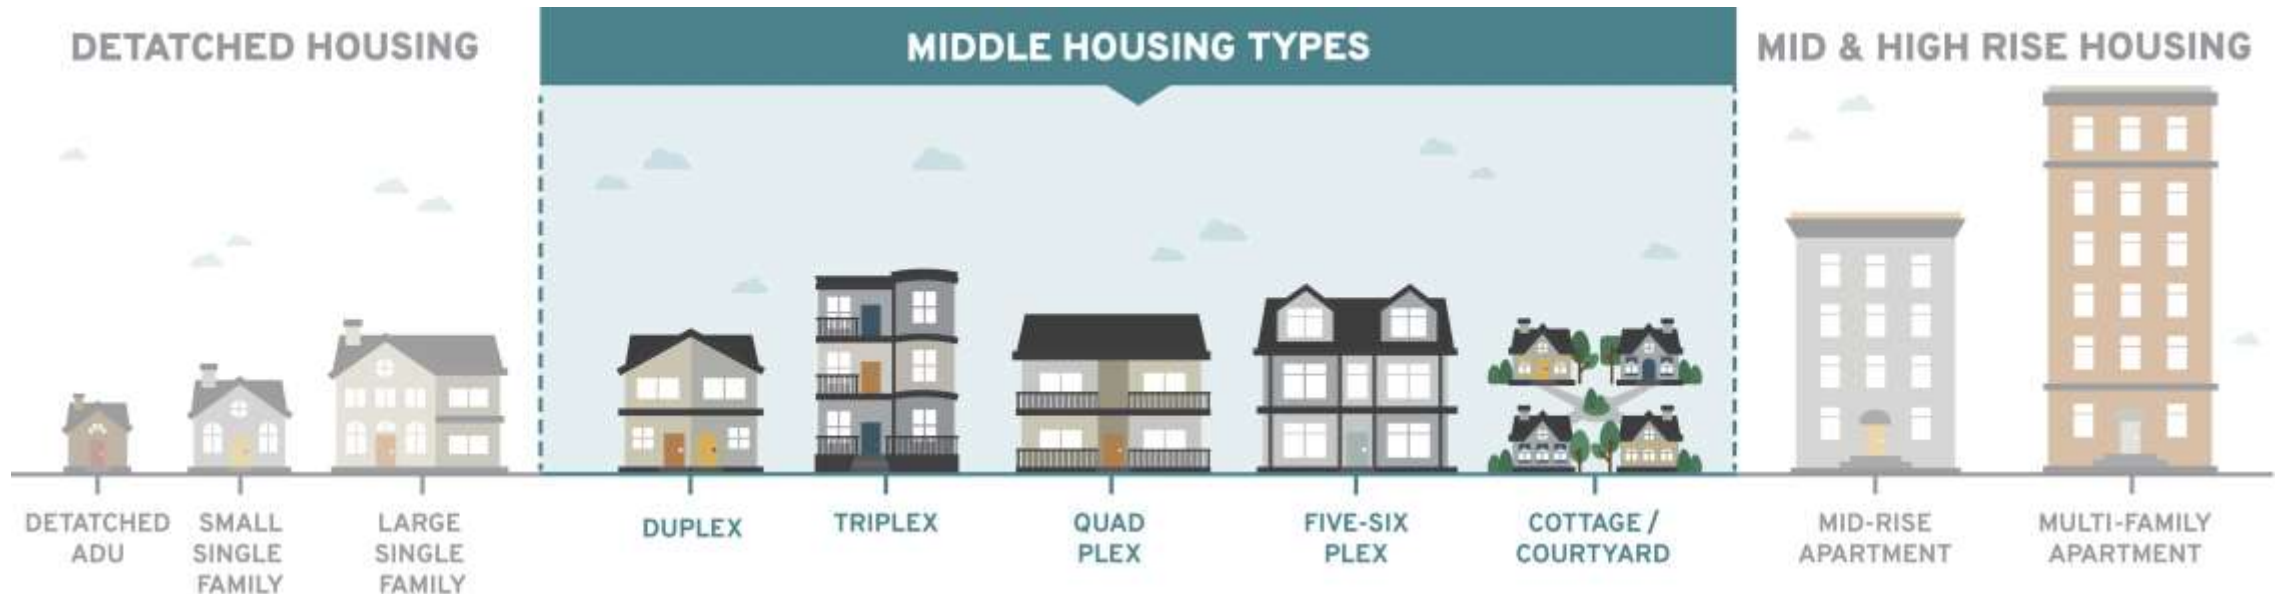 DETATCHED HOUSING
MIDDLE HOUSING TYPES
MID & HIGH RISE HOUSING
DETATCHED
ADU
SMALL
SINGLE
FAMILY
LARGE
SINGLE
FAMILY
DUPLEX
TRIPLEX
QUAD
PLEX
FIVE-SIX
PLEX
COTTAGE /
COURTYARD
MID-RISE
APARTMENT
MULTI-FAMILY
APARTMENT